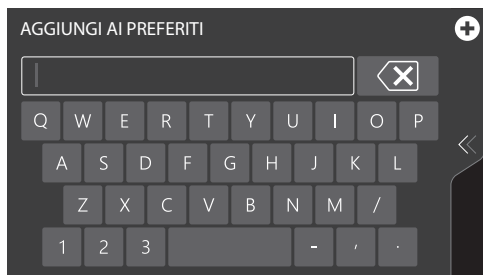 AGGIUNGI AI PREFERITI
Q W E R T Y U I O P
A S D F G H J K L
Z X C V B N M /
1 2 3 - ' .